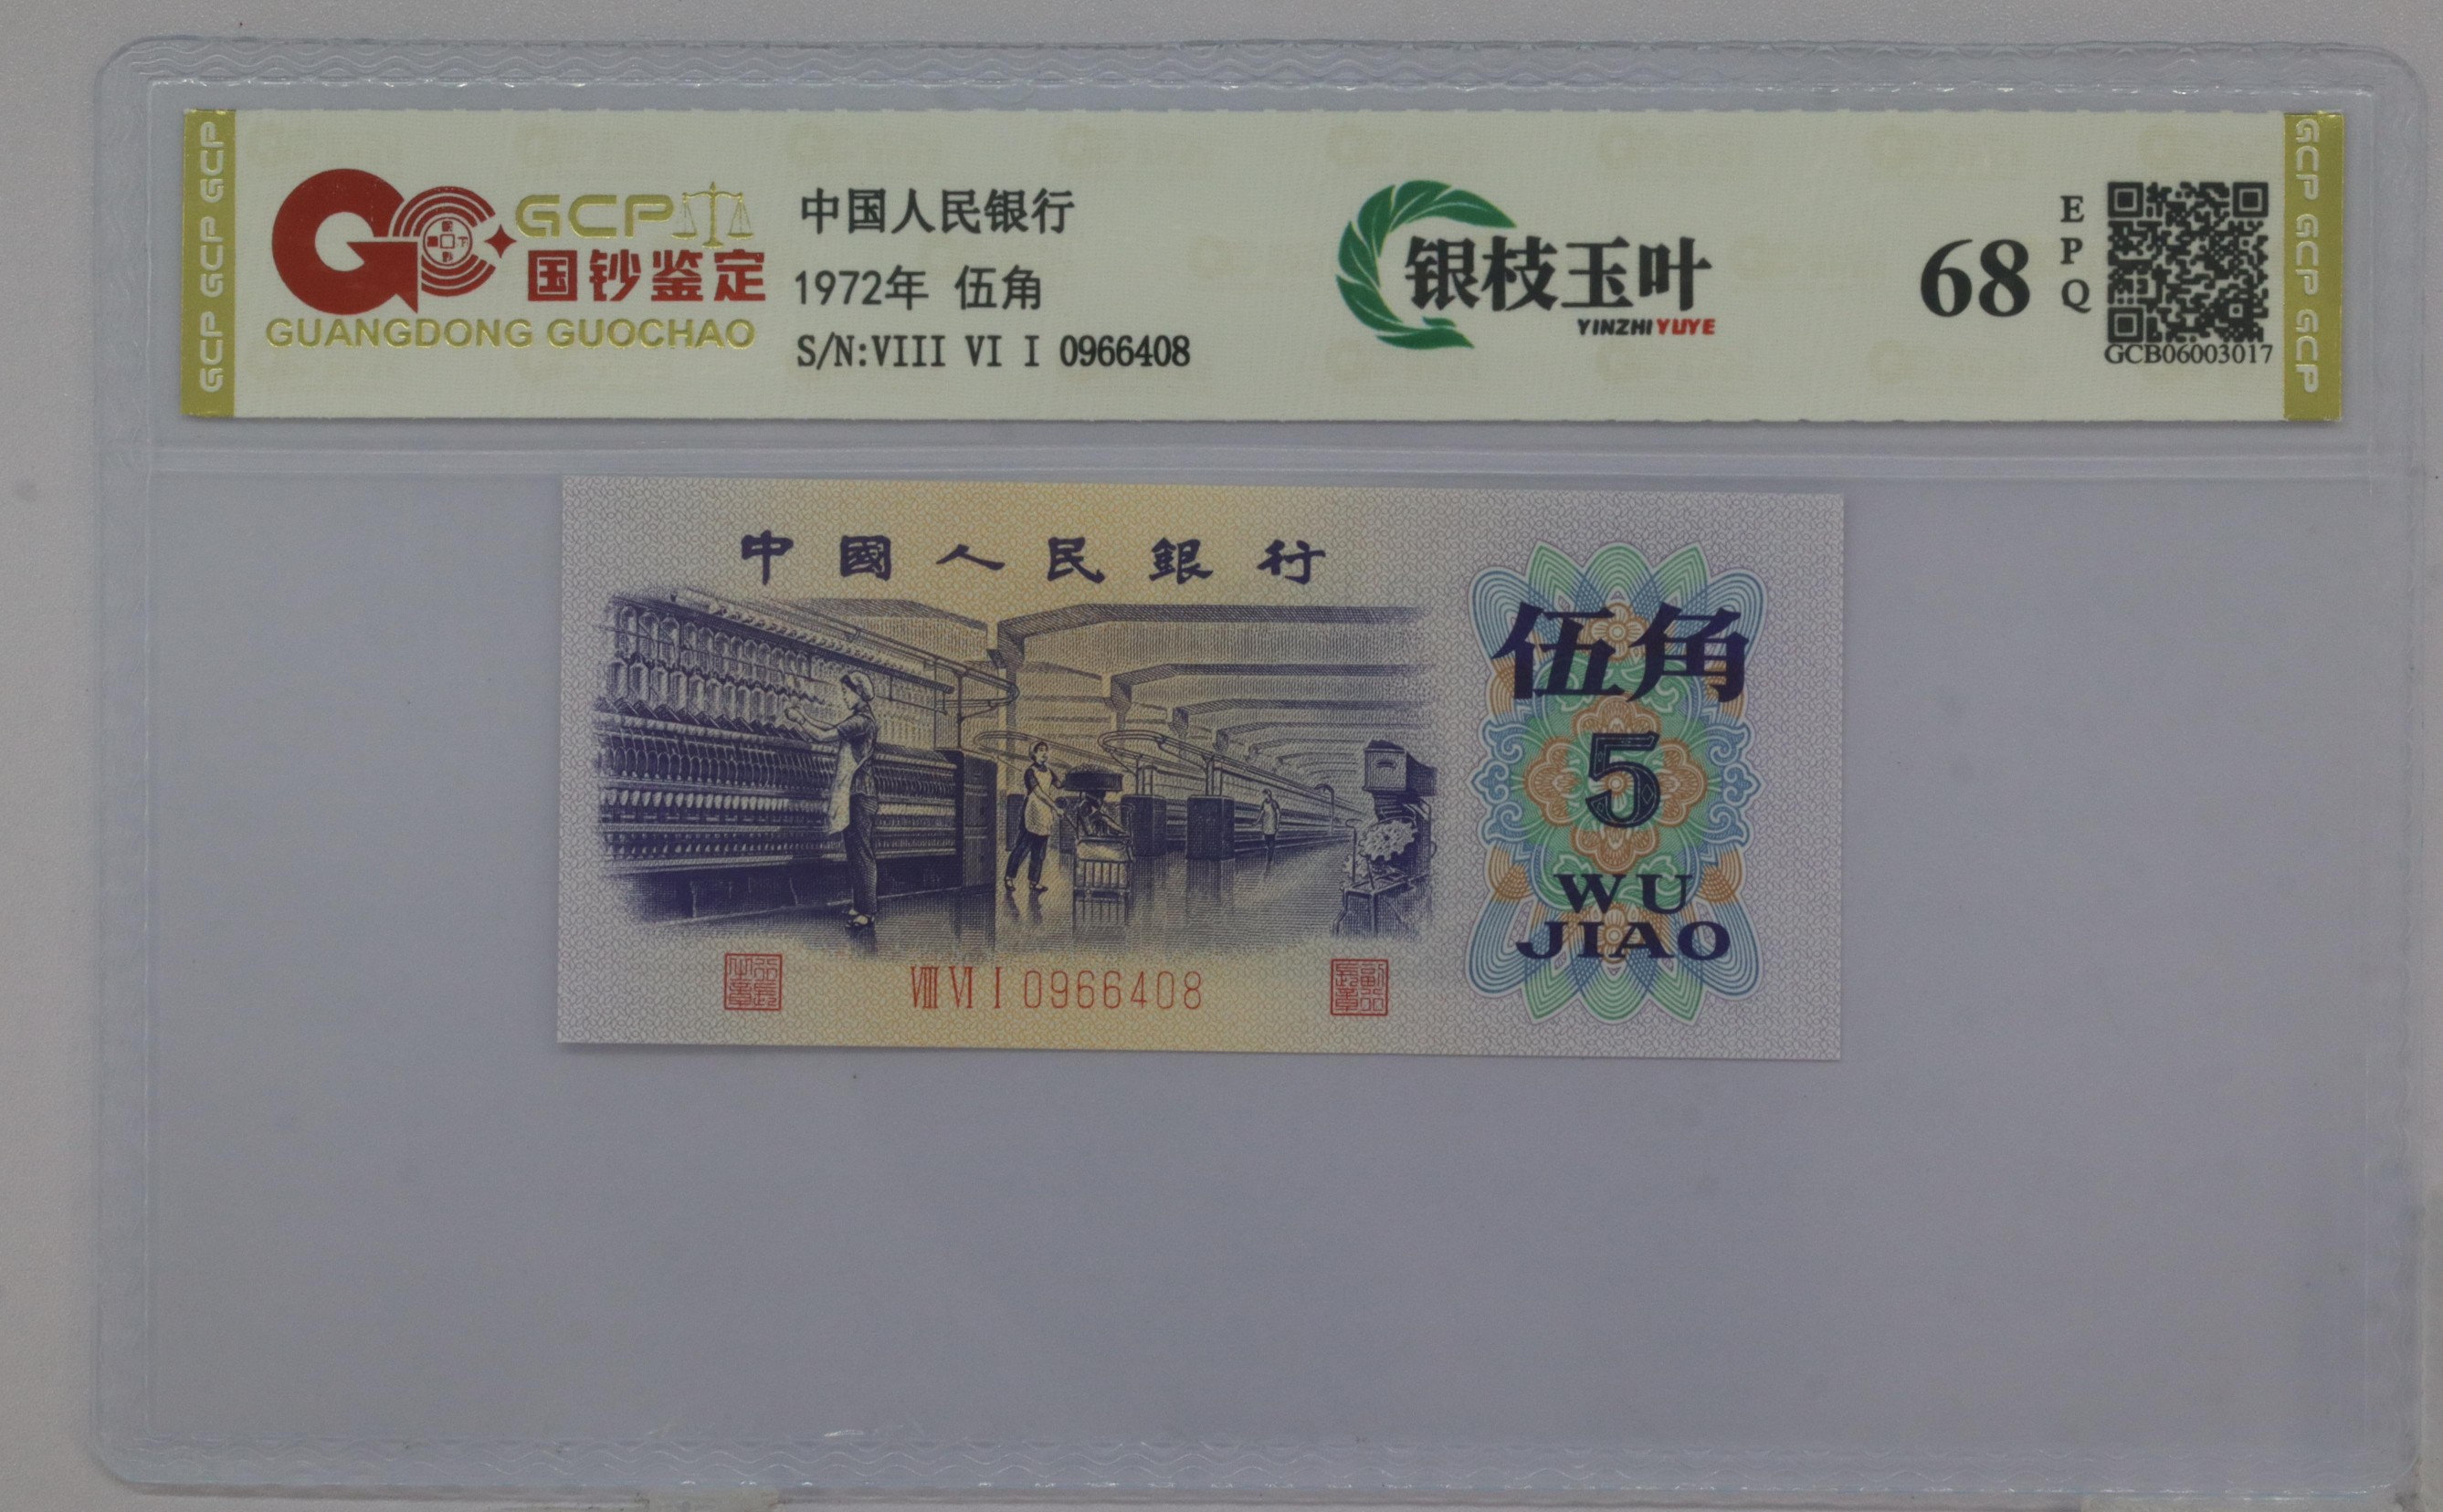 GCP GCP GCP
GCP
国钞鉴定
GUANGDONG GUOCHAO
中国人民银行
1972年 伍角
S/N:VIII VI I 0966408
银枝玉叶
YINZHI YUYE
68
EPQ
GCB06003017
GCP GCP GCP
中國人民銀行
伍角
5
WU
JIAO
VIII VI I 0966408